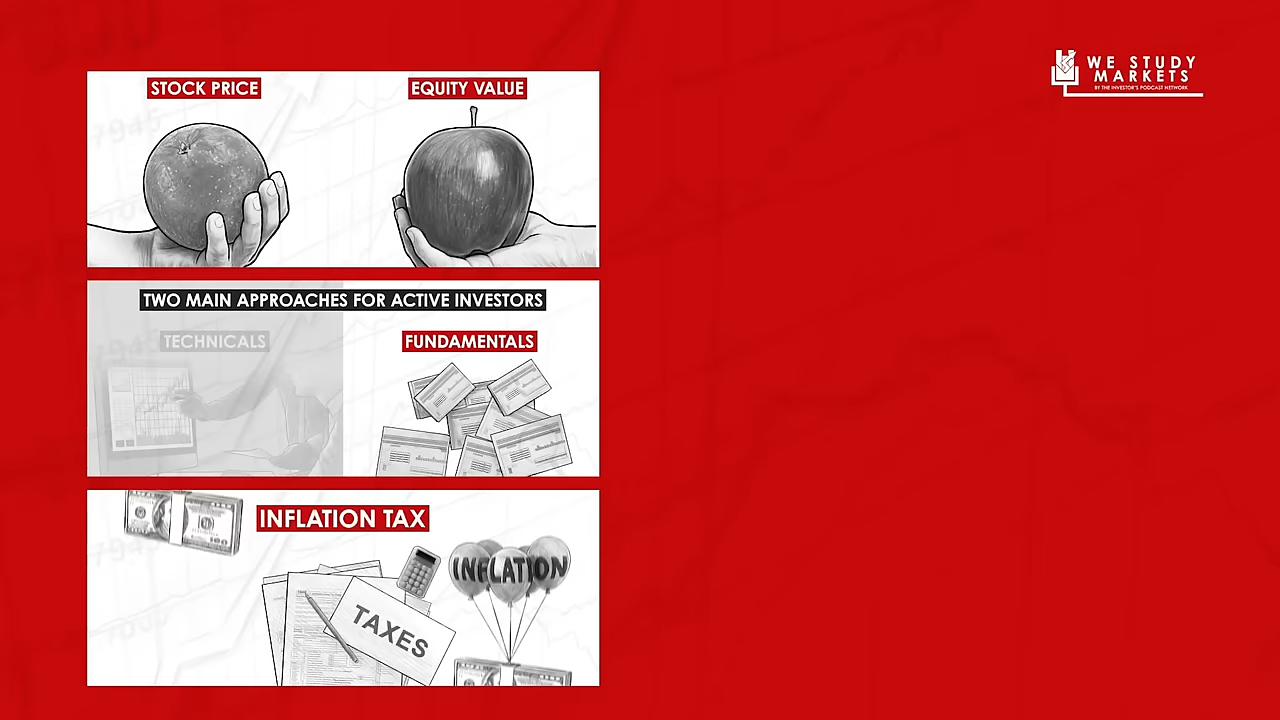 WE STUDY
MARKETS
BY THE INVESTOR'S PODCAST NETWORK
STOCK PRICE
EQUITY VALUE
TWO MAIN APPROACHES FOR ACTIVE INVESTORS
TECHNICALS
FUNDAMENTALS
INFLATION TAX
INFLATION
TAXES